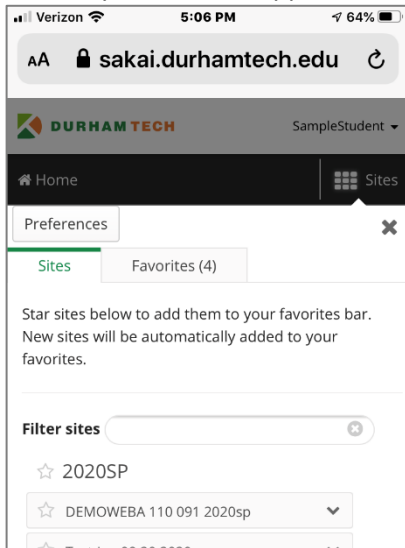 Verizon 5:06 PM 64%
AA sakai.durhamtech.edu
DURHAM TECH SampleStudent
Home Sites
Preferences
Sites Favorites (4)
Star sites below to add them to your favorites bar.
New sites will be automatically added to your
favorites.
Filter sites
2020SP
DEMOWEBA 110 091 2020sp